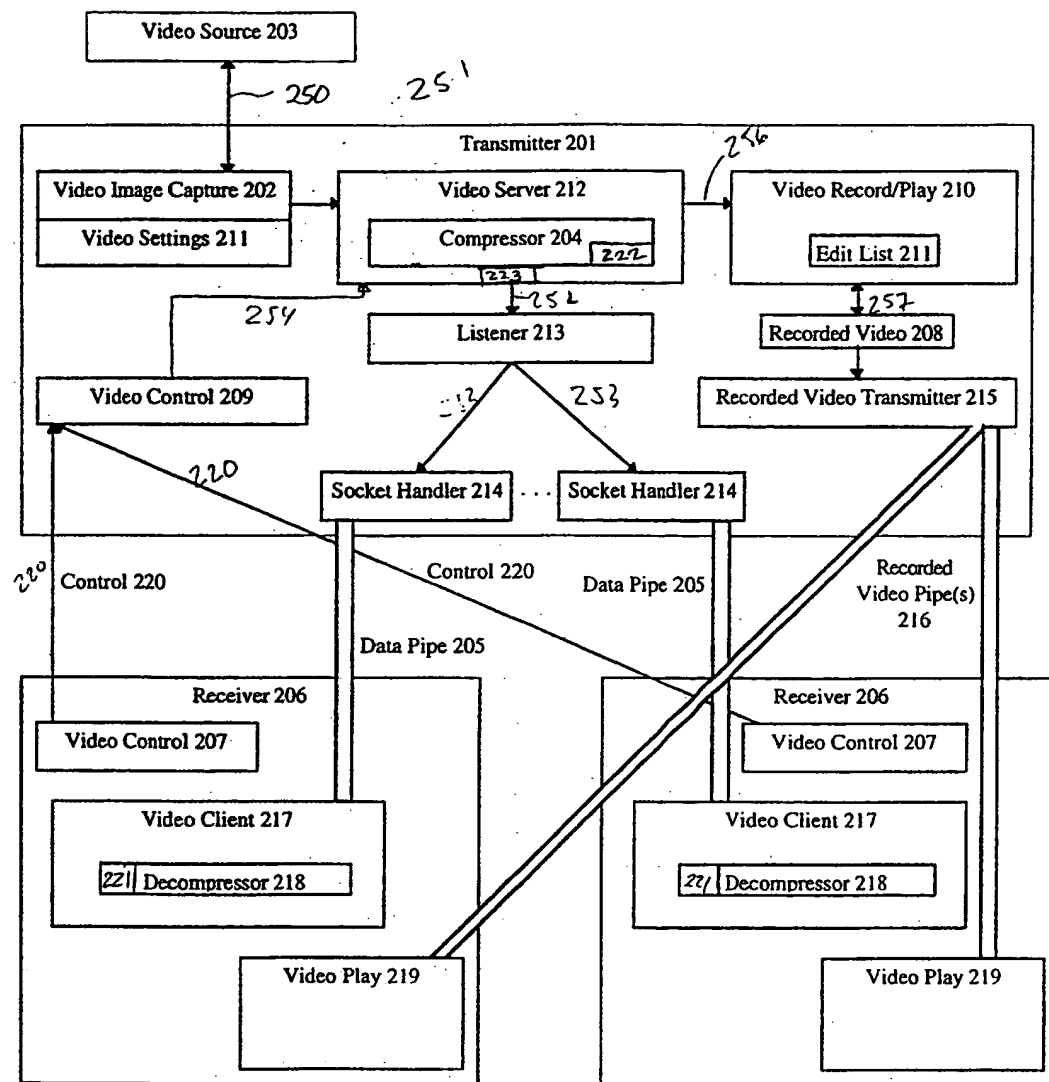 Video Source 203
250
251
Transmitter 201
256
Video Image Capture 202
Video Settings 211
Video Server 212
Compressor 204
222
223
Video Record/Play 210
Edit List 211
254
252
257
Listener 213
Recorded Video 208
Video Control 209
253
Recorded Video Transmitter 215
220
Socket Handler 214
...
Socket Handler 214
220
Control 220
Control 220
Data Pipe 205
Recorded
Video Pipe(s)
216
Data Pipe 205
Receiver 206
Receiver 206
Video Control 207
Video Control 207
Video Client 217
Video Client 217
221
Decompressor 218
221
Decompressor 218
Video Play 219
Video Play 219